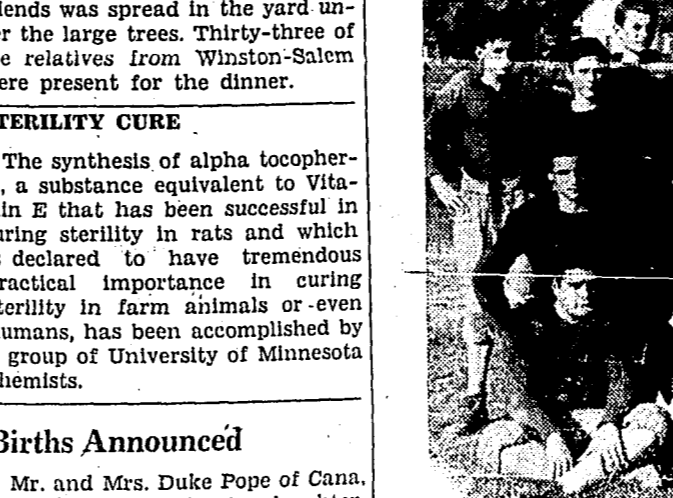 lends was spread in the yard un-
r the large trees. Thirty-three of
e relatives from Winston-Salem
ere present for the dinner.
TERILITY CURE
The synthesis of alpha tocopher-
, a substance equivalent to Vita-
in E that has been successful in
uring sterility in rats and which
s declared to have tremendous
ractical importance in curing
terility in farm animals or even
umans, has been accomplished by
group of University of Minnesota
hemists.
Births Announced
Mr. and Mrs. Duke Pope of Cana,